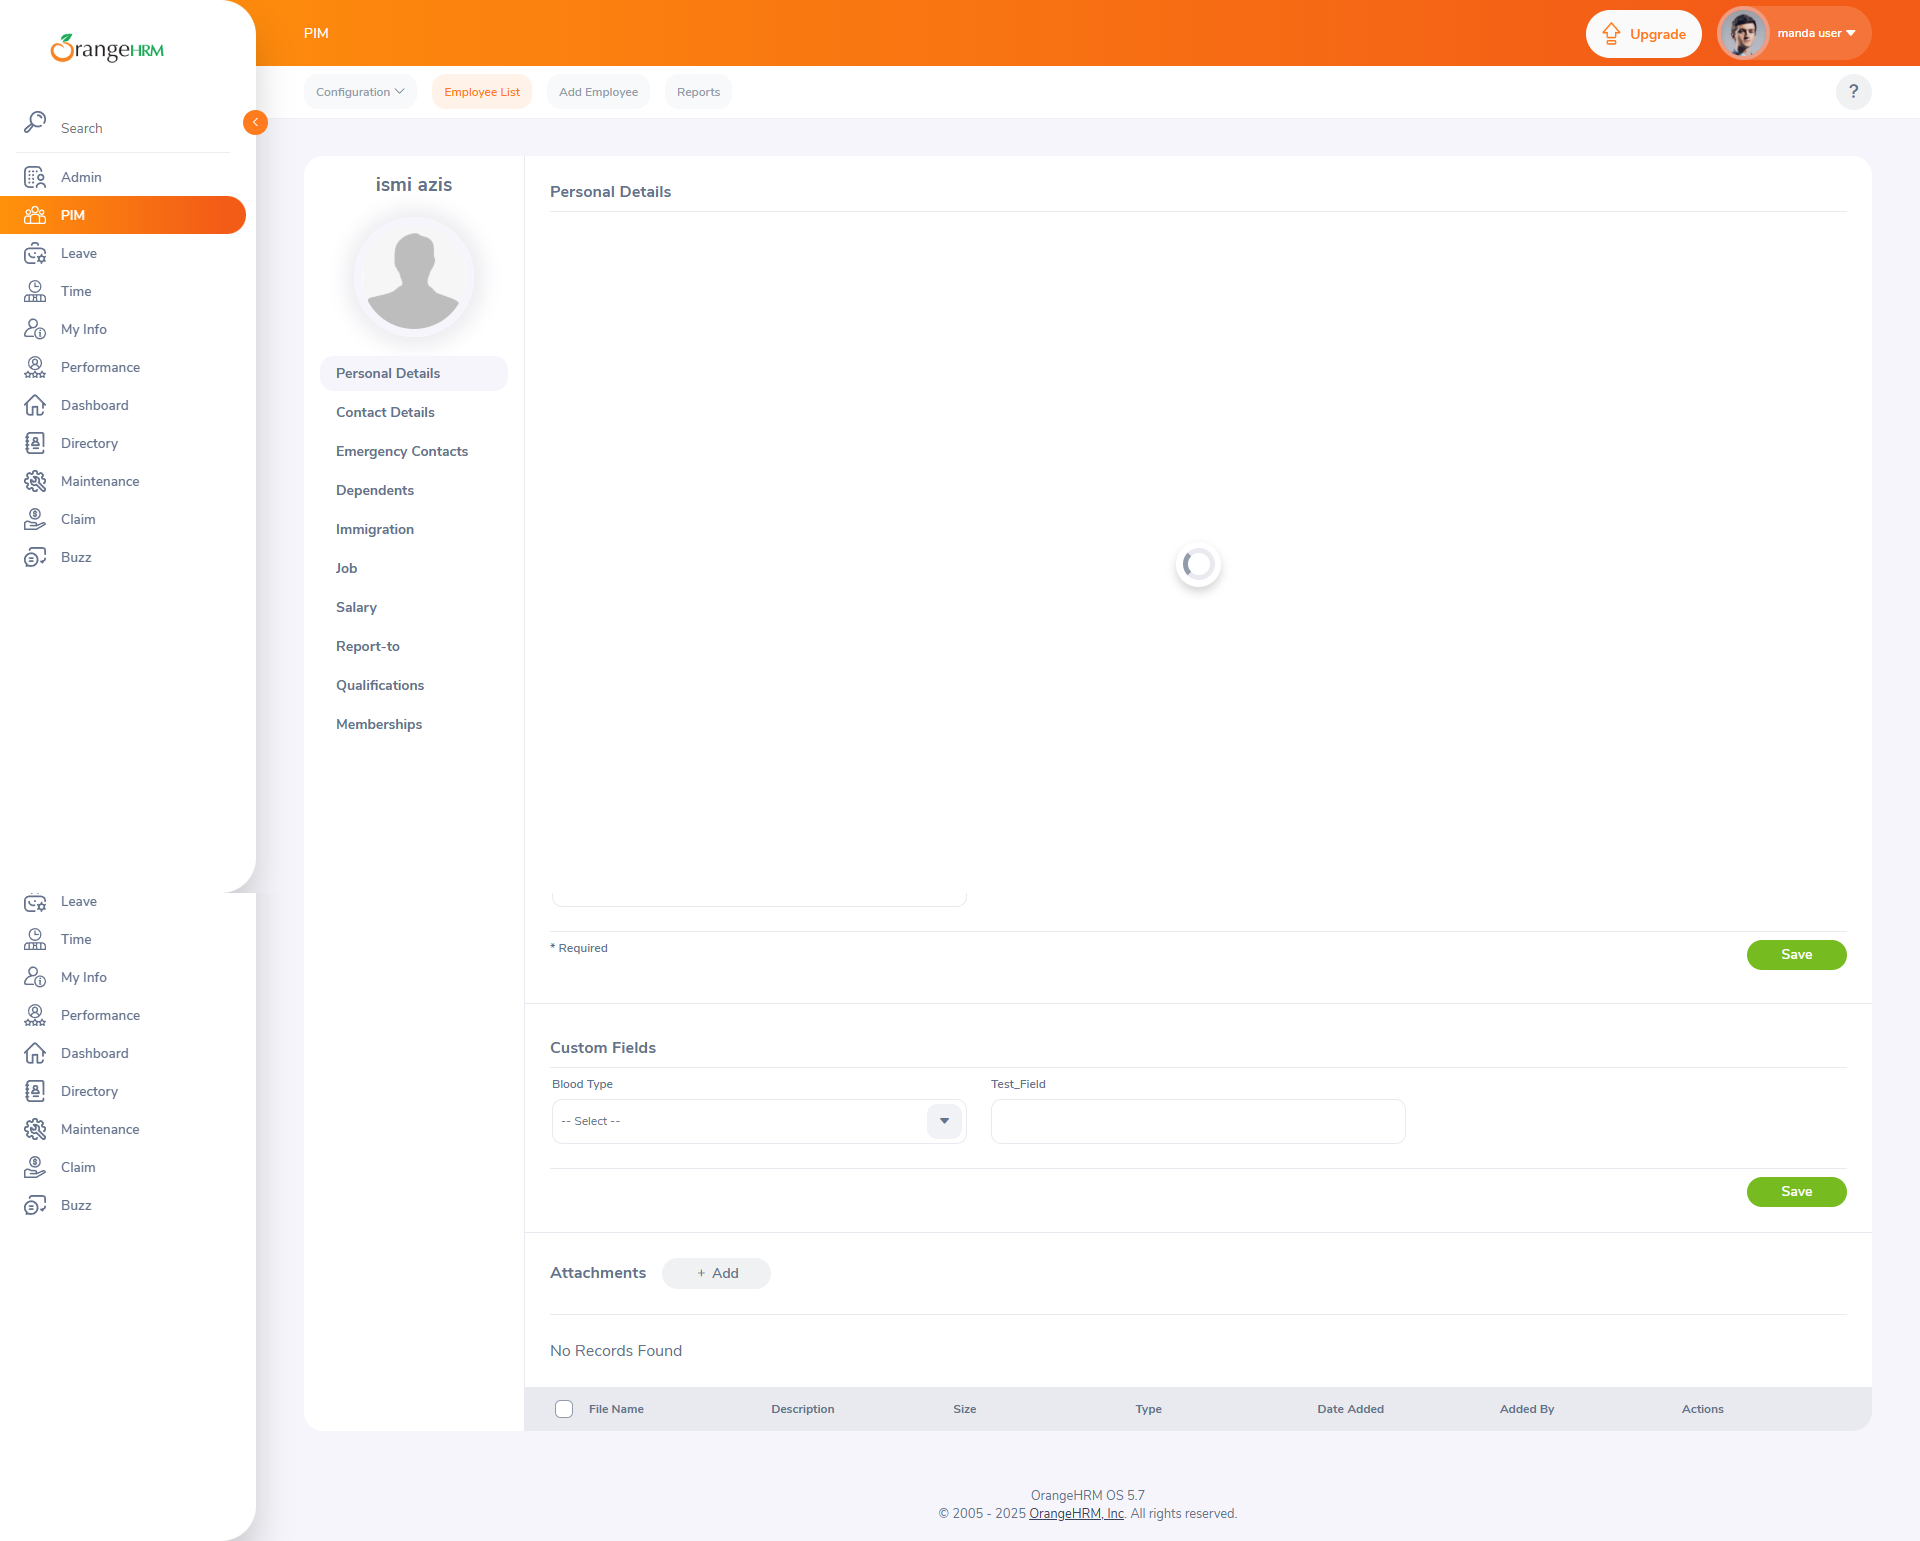 OrangeHRM
Search
Admin
PIM
Leave
Time
My Info
Performance
Dashboard
Directory
Maintenance
Claim
Buzz
Leave
Time
My Info
Performance
Dashboard
Directory
Maintenance
Claim
Buzz
PIM
Upgrade
manda user
Configuration
Employee List
Add Employee
Reports
?
ismi azis
Personal Details
Contact Details
Emergency Contacts
Dependents
Immigration
Job
Salary
Report-to
Qualifications
Memberships
Personal Details
* Required
Save
Custom Fields
Blood Type
Test_Field
-- Select --
Save
Attachments
+ Add
No Records Found
File Name Description Size Type Date Added Added By Actions
OrangeHRM OS 5.7
© 2005 - 2025 OrangeHRM, Inc. All rights reserved.